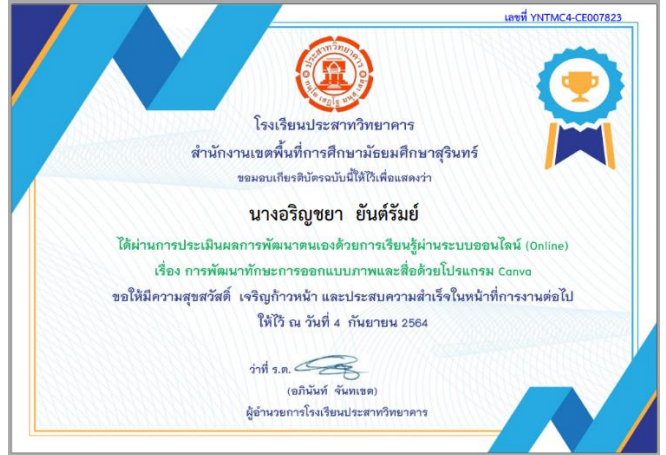 เลขที่ YNTMC4-CE007823
ประสาทวิทยาคาร
โรงเรียนประสาทวิทยาคาร
สำนักงานเขตพื้นที่การศึกษามัธยมศึกษาสุรินทร์
ขอมอบเกียรติบัตรฉบับนี้ให้ไว้เพื่อแสดงว่า
นางอริญชยา ยันต์รัมย์
ได้ผ่านการประเมินผลการพัฒนาตนเองด้วยการเรียนรู้ผ่านระบบออนไลน์ (Online)
เรื่อง การพัฒนาทักษะการออกแบบภาพและสื่อด้วยโปรแกรม Canva
ขอให้มีความสุขสวัสดิ์ เจริญก้าวหน้า และประสบความสำเร็จในหน้าที่การงานต่อไป
ให้ไว้ ณ วันที่ 4 กันยายน 2564
ว่าที่ ร.ต.
(อภินันท์ จันทเขต)
ผู้อำนวยการโรงเรียนประสาทวิทยาคาร